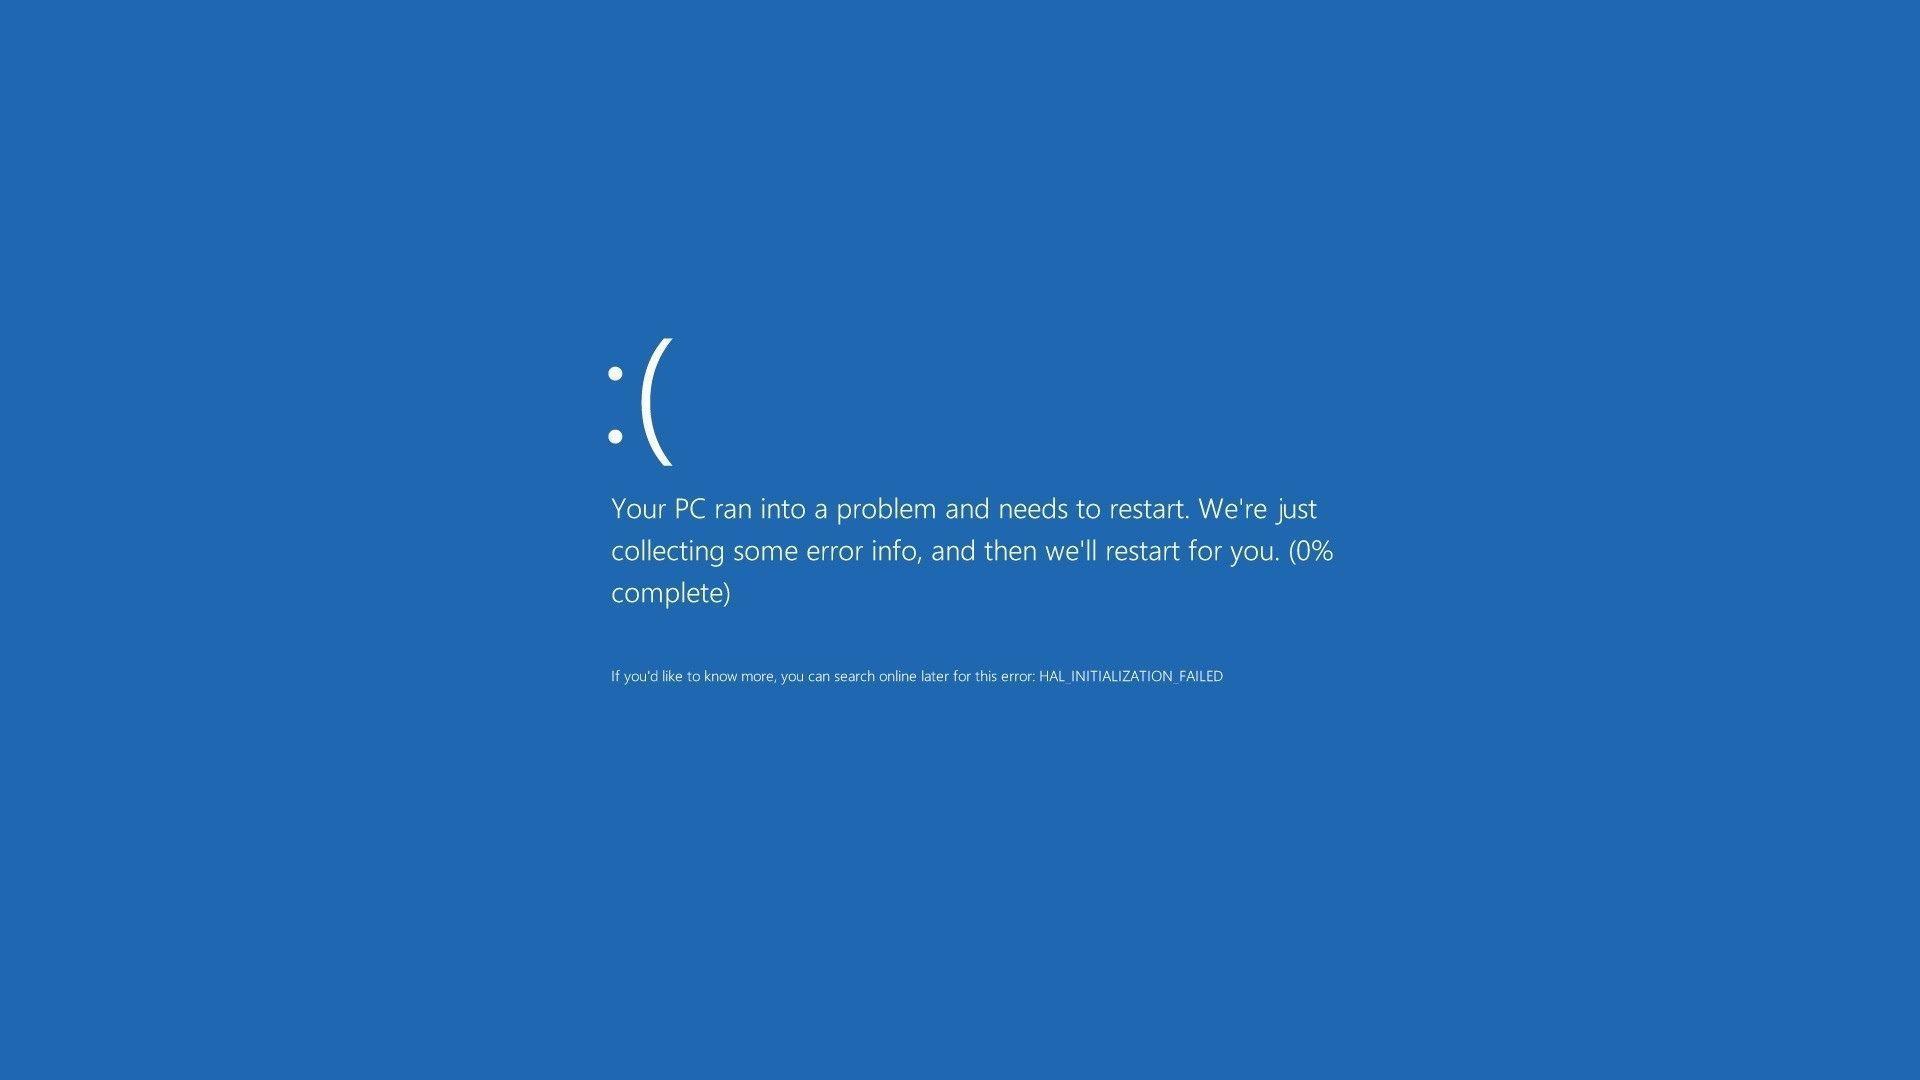 :(
Your PC ran into a problem and needs to restart. We're just
collecting some error info, and then we'll restart for you. (0%
complete)
If you'd like to know more, you can search online later for this error: HAL_INITIALIZATION_FAILED